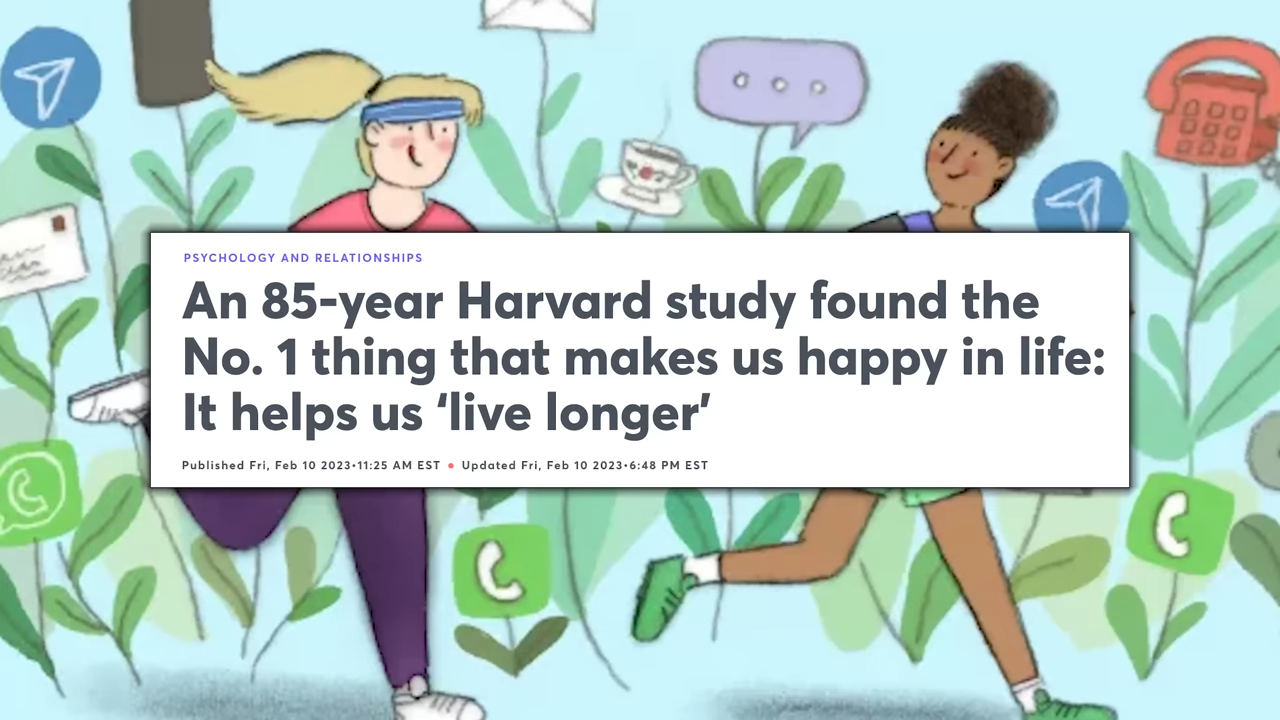 PSYCHOLOGY AND RELATIONSHIPS
An 85-year Harvard study found the
No. 1 thing that makes us happy in life:
It helps us ‘live longer’
Published Fri, Feb 10 2023•11:25 AM EST • Updated Fri, Feb 10 2023•6:48 PM EST